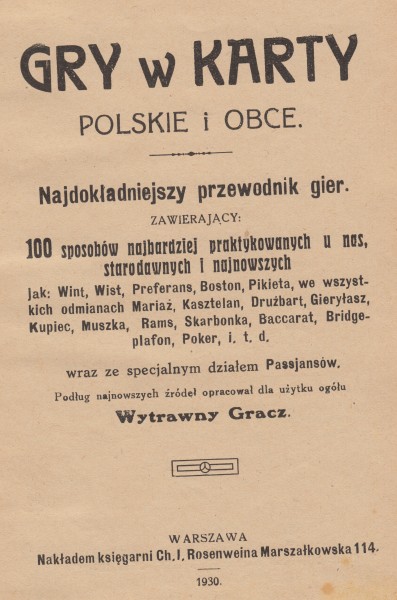 GRY w KARTY
POLSKIE i OBCE.
Najdokładniejszy przewodnik gier.
ZAWIERAJĄCY:
100 sposobów najbardziej praktykowanych u nas,
starodawnych i najnowszych
Jak: Wint, Wist, Preferans, Boston, Pikieta, we wszyst-
kich odmianach Mariaż, Kasztelan, Drużbart, Gieryłasz,
Kupiec, Muszka, Rams, Skarbonka, Baccarat, Bridge-
plafon, Poker, i. t. d.
wraz ze specjalnym działem Passjansów.
Podług najnowszych źródeł opracował dla użytku ogółu
Wytrawny Gracz.
WARSZAWA
Nakładem księgarni Ch. I. Rosenweina Marszałkowska 114.
1930.